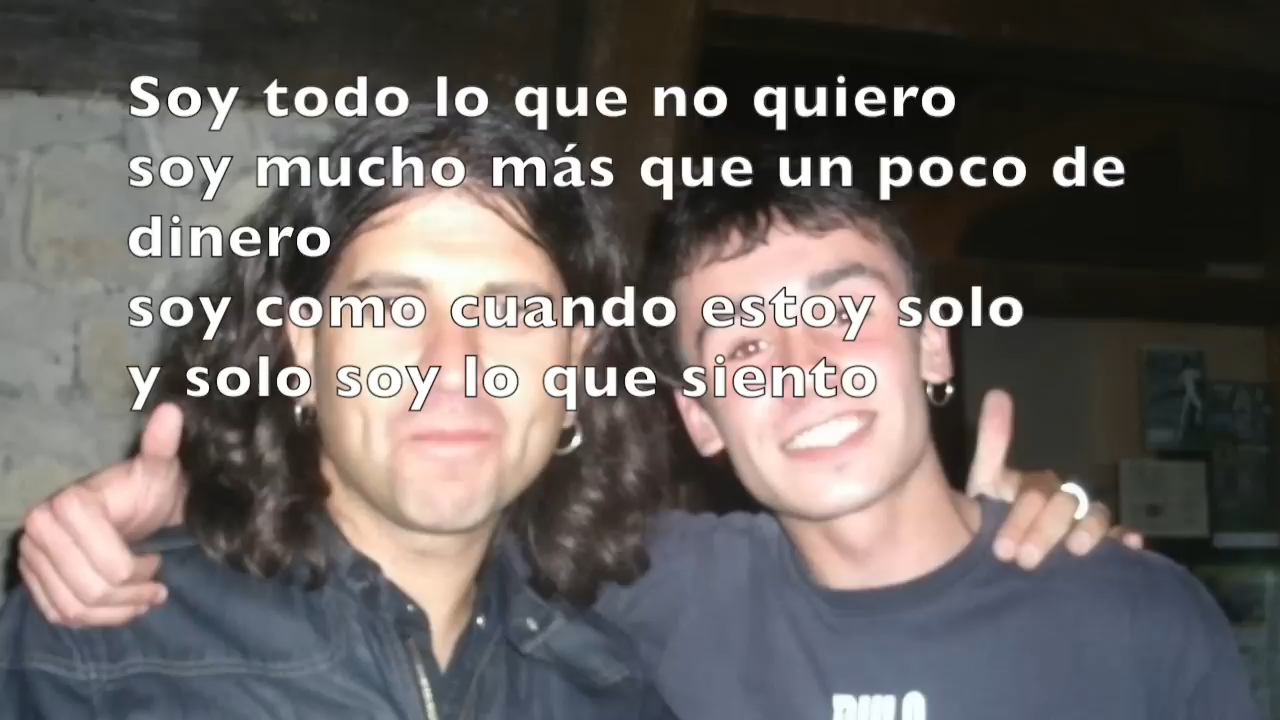 Soy todo lo que no quiero
soy mucho más que un poco de
dinero
soy como cuando estoy solo
y solo soy lo que siento